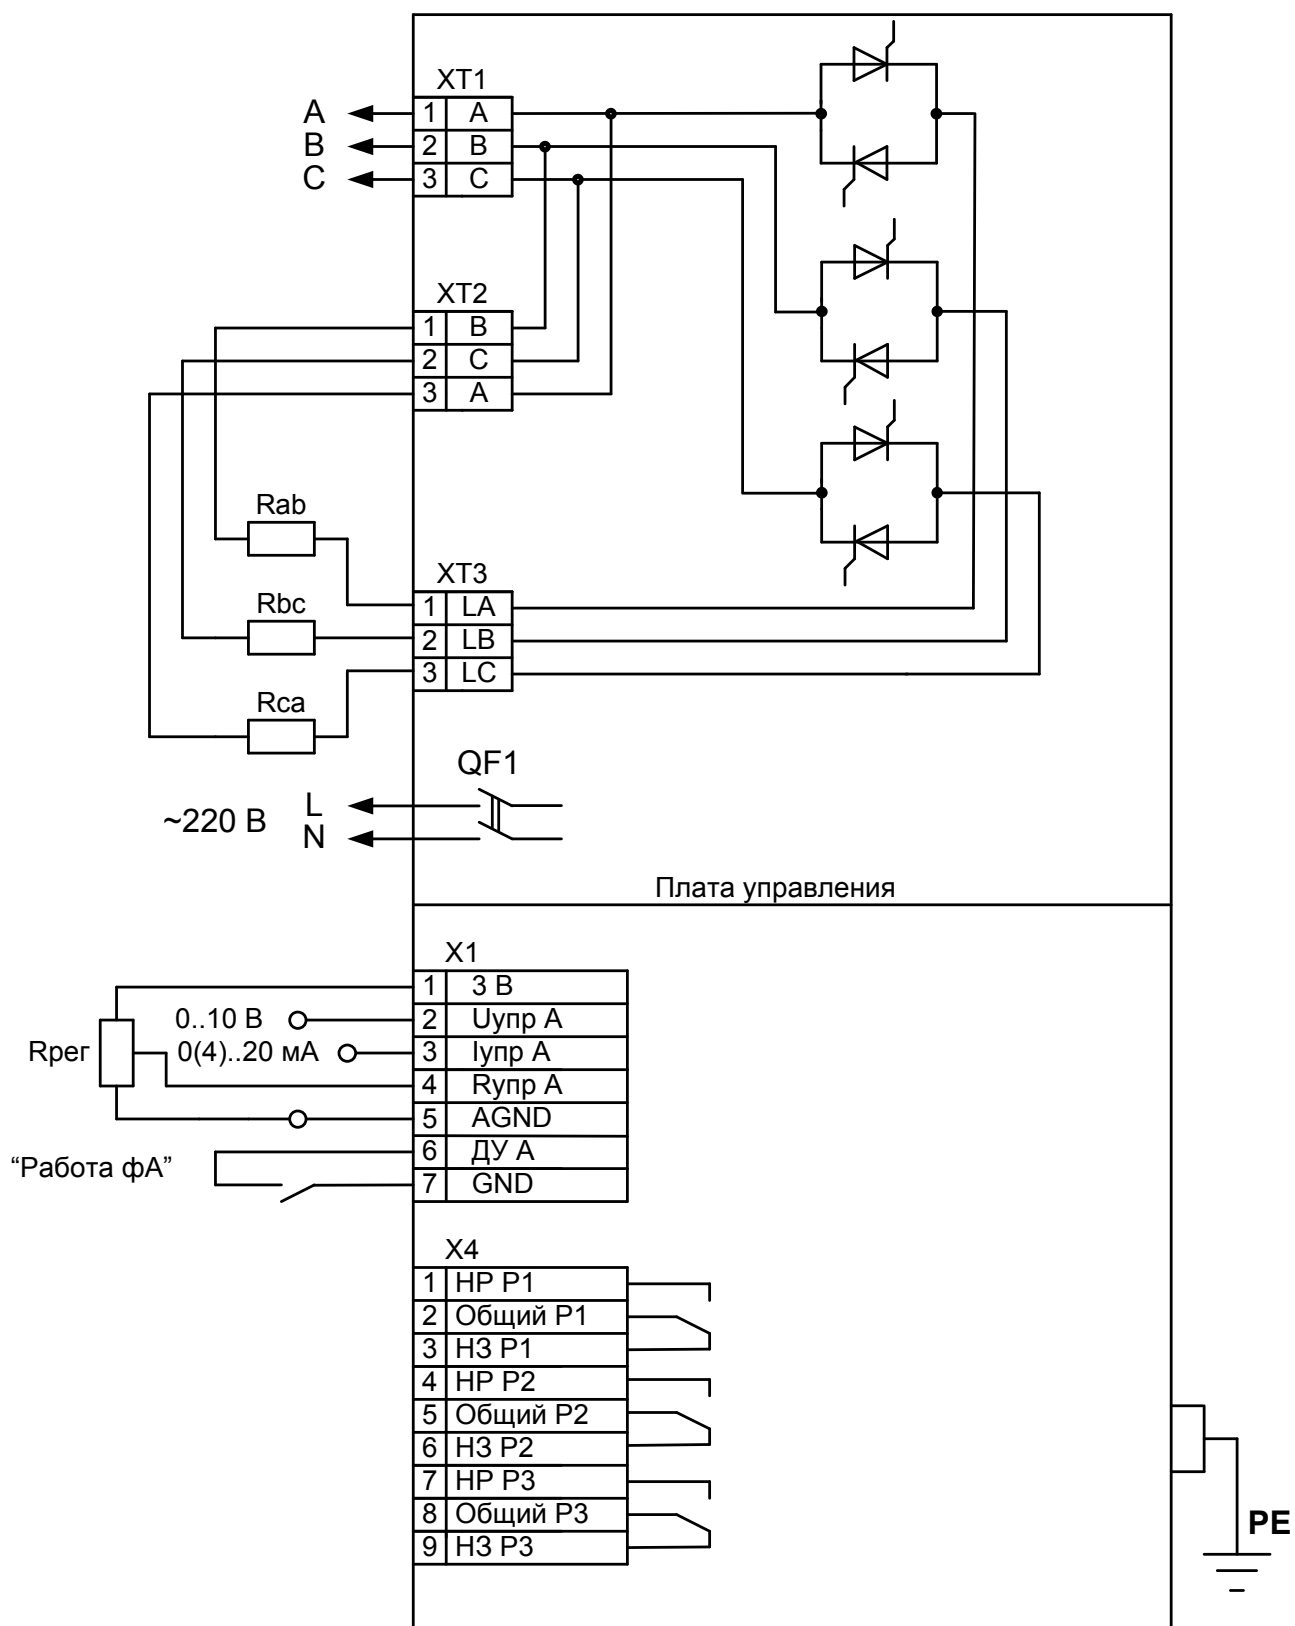 XT1
A 1 A
B 2 B
C 3 C
XT2
1 B
2 C
3 A
Rab
XT3
Rbc
1 LA
2 LB
3 LC
Rca
QF1
~220 В L
N
Плата управления
X1
1 3 В
0..10 В 2 Uупр А
Rрег 0(4)..20 мА 3 Iупр А
4 Rупр А
5 AGND
“Работа фА” 6 ДУ А
7 GND
X4
1 НР Р1
2 Общий Р1
3 НЗ Р1
4 НР Р2
5 Общий Р2
6 НЗ Р2
7 НР Р3
8 Общий Р3
9 НЗ Р3
PE